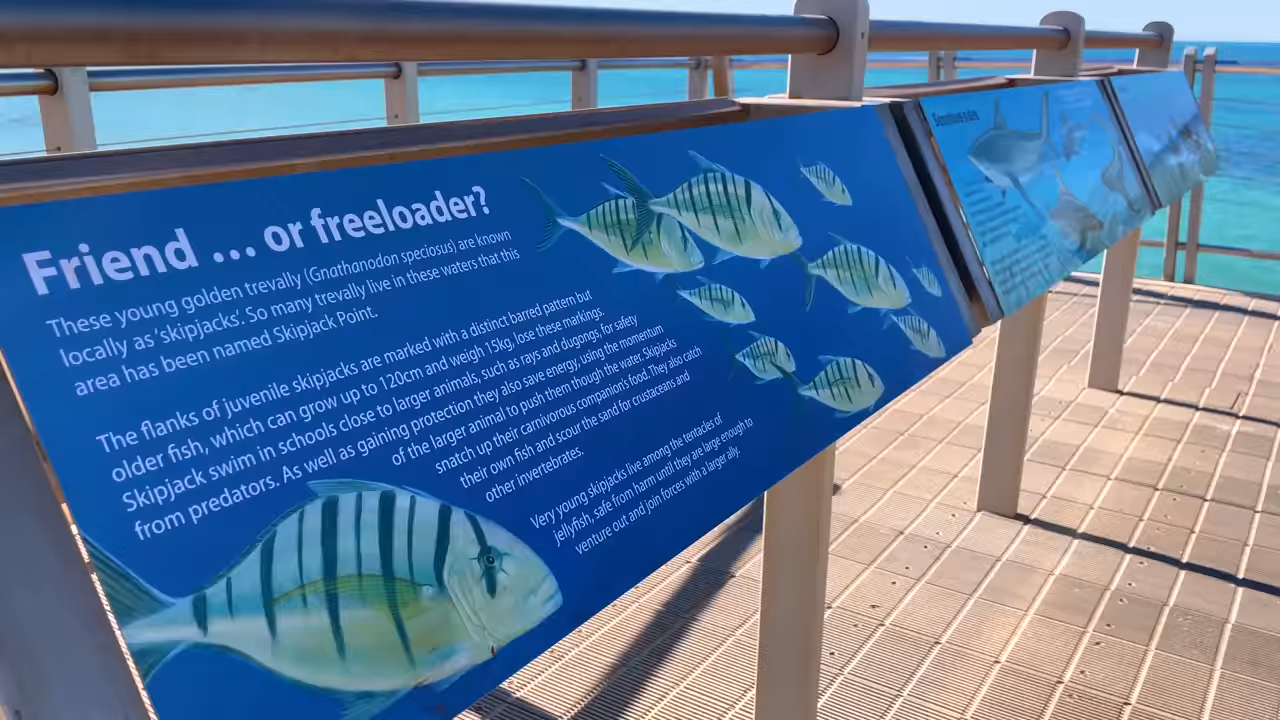 Friend ... or freeloader?
These young golden trevally (Gnathanodon speciosus) are known
locally as 'skipjacks'. So many trevally live in these waters that this
area has been named Skipjack Point.
The flanks of juvenile skipjacks are marked with a distinct barred pattern but
older fish, which can grow up to 120cm and weigh 15kg, lose these markings.
Skipjack swim in schools close to larger animals, such as rays and dugongs, for safety
from predators. As well as gaining protection they also save energy, using the momentum
of the larger animal to push them though the water. Skipjacks
snatch up their carnivorous companion's food. They also catch
their own fish and scour the sand for crustaceans and
other invertebrates.
Very young skipjacks live among the tentacles of
jellyfish, safe from harm until they are large enough to
venture out and join forces with a larger ally.